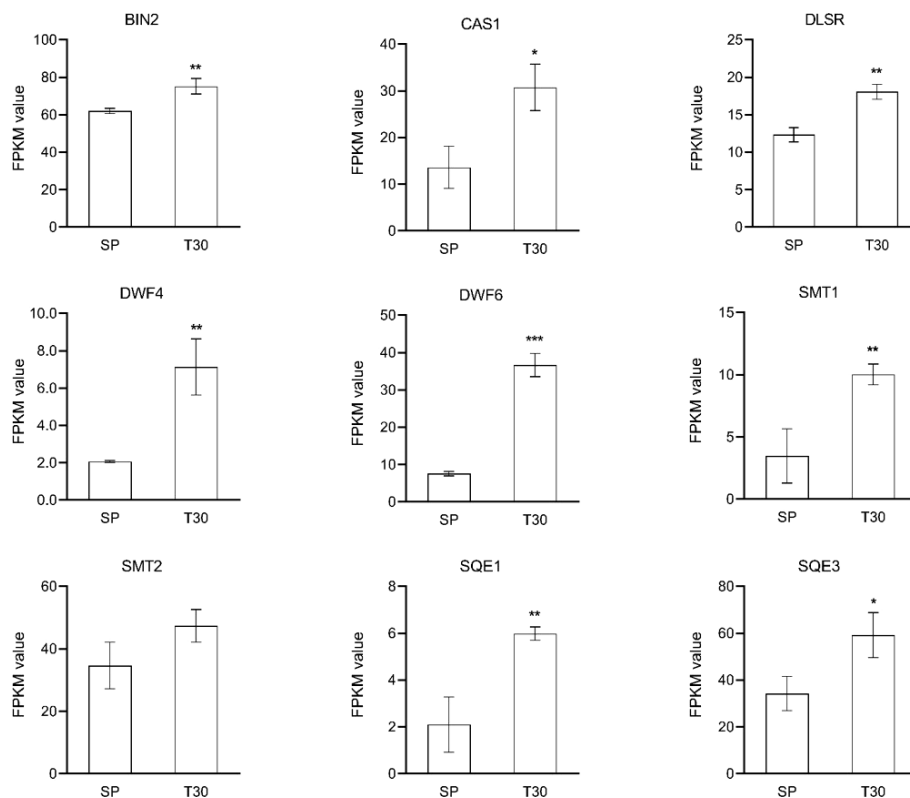 BIN2
100
80
60
40
20
0
FPKM value
**
SP
T30
CAS1
40
30
20
10
0
FPKM value
*
SP
T30
DLSR
25
20
15
10
5
0
FPKM value
**
SP
T30
DWF4
10.0
8.0
6.0
4.0
2.0
0.0
FPKM value
**
SP
T30
DWF6
50
40
30
20
10
0
FPKM value
***
SP
T30
SMT1
15
10
5
0
FPKM value
**
SP
T30
SMT2
60
40
20
0
FPKM value
SP
T30
SQE1
8
6
4
2
0
FPKM value
**
SP
T30
SQE3
80
60
40
20
0
FPKM value
*
SP
T30